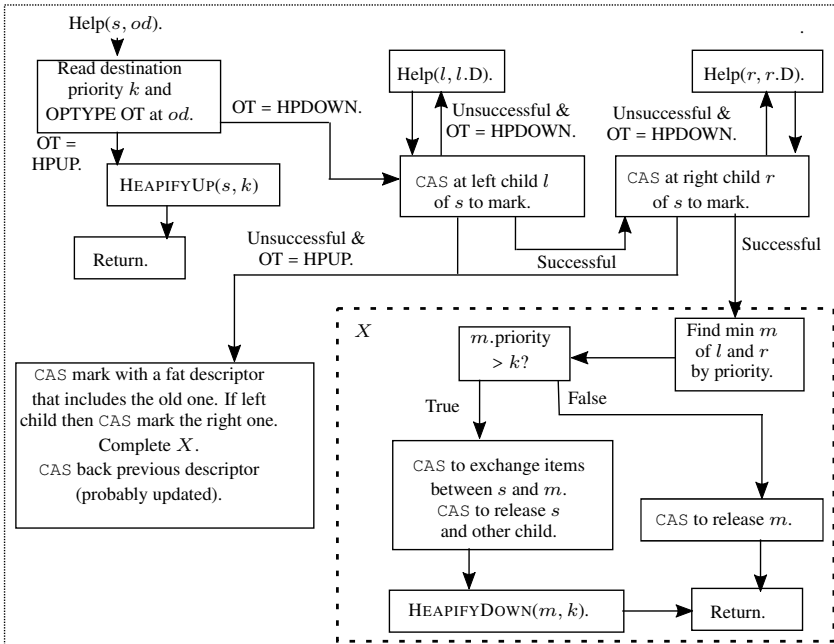 Help(s, od).
Read destination
priority k and
OPTYPE OT at od.
OT = HPDOWN.
OT =
HPUP.
HEAPIFYUP(s, k)
Return.
Help(l, l.D).
Unsuccessful &
OT = HPDOWN.
CAS at left child l
of s to mark.
Successful
Help(r, r.D).
Unsuccessful &
OT = HPDOWN.
CAS at right child r
of s to mark.
Successful
Unsuccessful &
OT = HPUP.
CAS mark with a fat descriptor
that includes the old one. If left
child then CAS mark the right one.
Complete X.
CAS back previous descriptor
(probably updated).
X
Find min m
of l and r
by priority.
m.priority
> k?
True
False
CAS to exchange items
between s and m.
CAS to release s
and other child.
CAS to release m.
HEAPIFYDOWN(m, k).
Return.